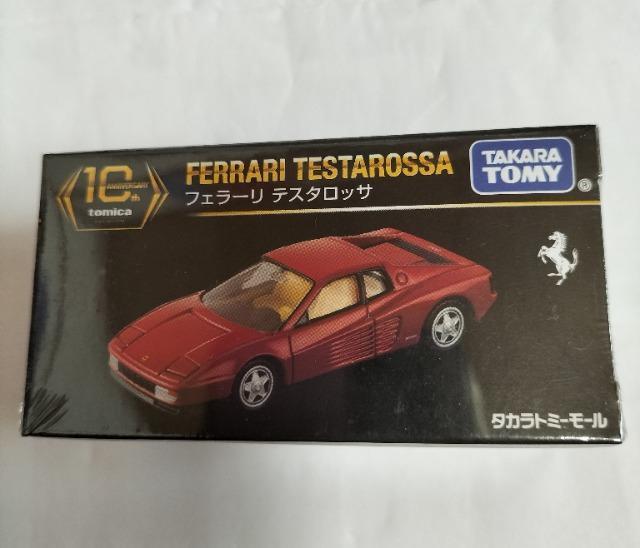 10th
ANNIVERSARY
tomica
FERRARI TESTAROSSA
フェラーリ テスタロッサ
TAKARA
TOMY
®
タカラトミーモール